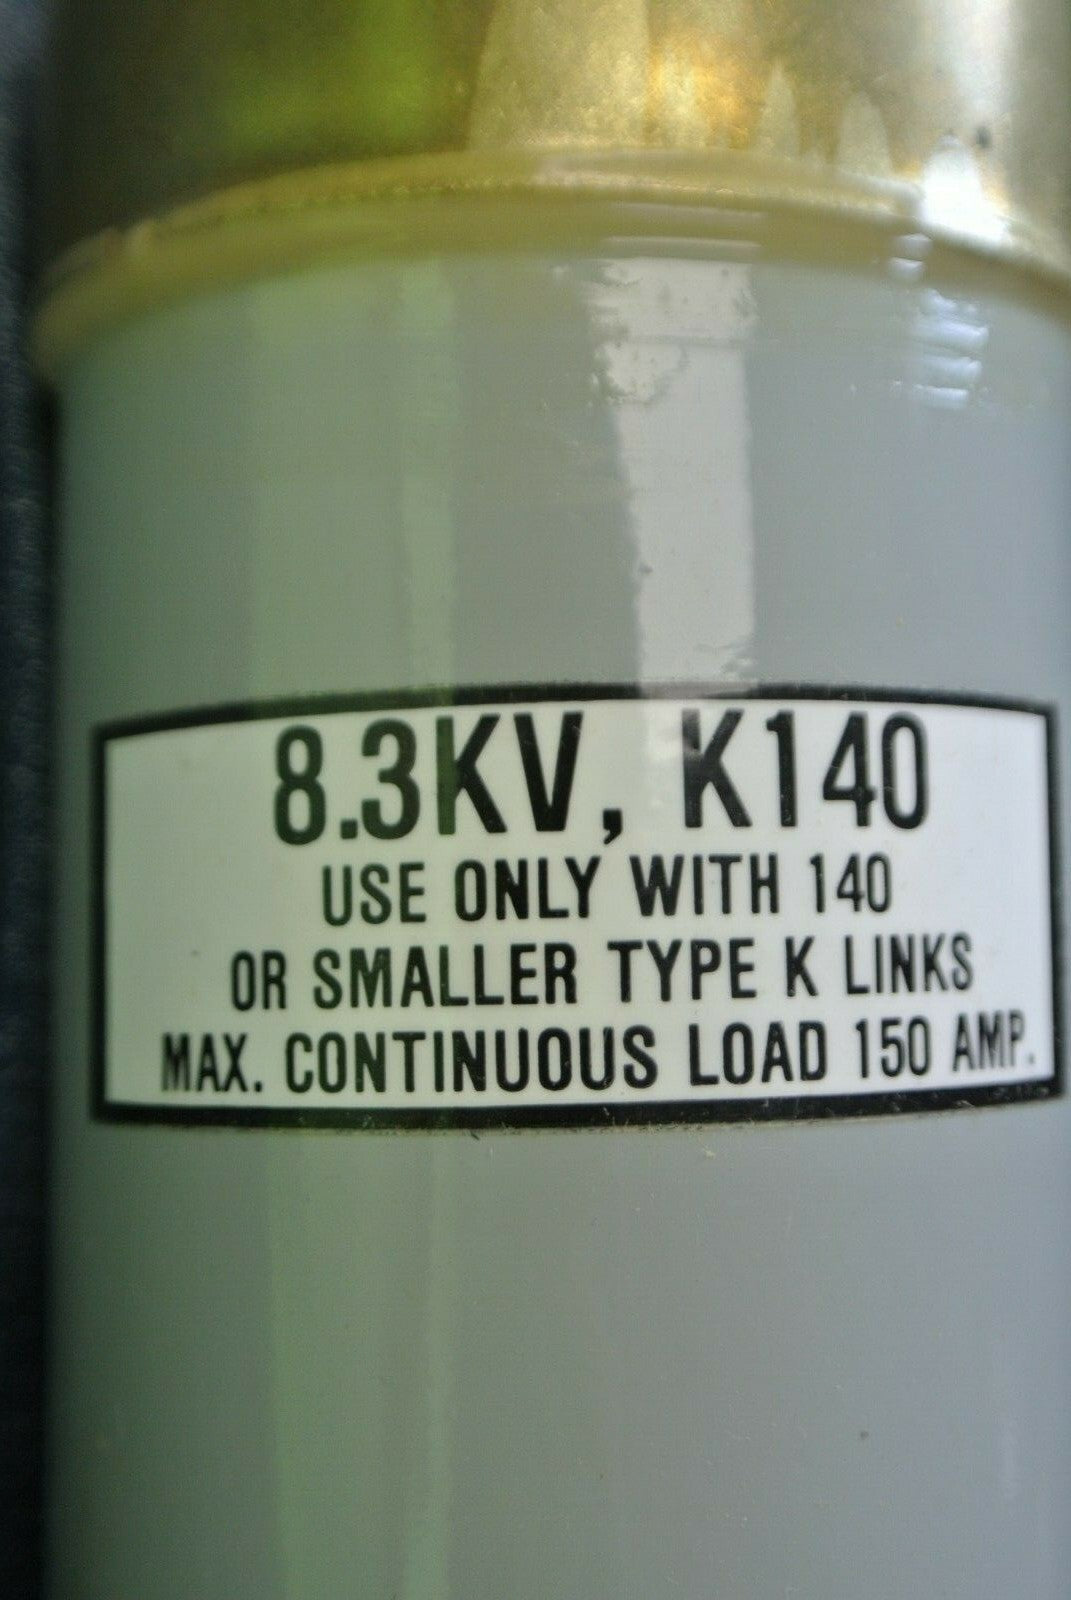 8.3KV, K140
USE ONLY WITH 140
OR SMALLER TYPE K LINKS
MAX. CONTINUOUS LOAD 150 AMP.